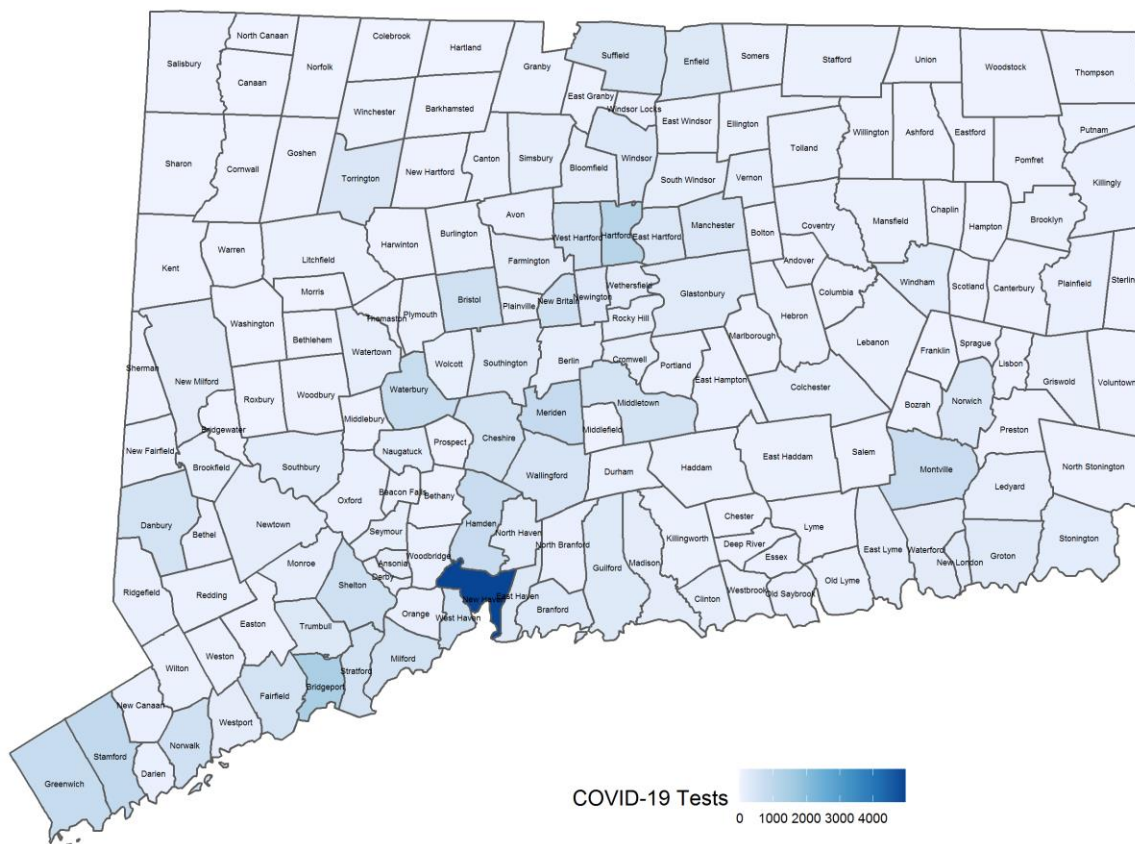 North Canaan
Colebrook
Hartland
Suffield
Enfield
Somers
Stafford
Union
Woodstock
Thompson
Salisbury
Canaan
Norfolk
Granby
East Granby
Windsor Locks
Winchester
Barkhamsted
East Windsor
Ellington
Willington
Ashford
Eastford
Putnam
Sharon
Cornwall
Goshen
Torrington
New Hartford
Canton
Simsbury
Bloomfield
Windsor
South Windsor
Vernon
Tolland
Pomfret
Killingly
Avon
Mansfield
Chaplin
Hampton
Brooklyn
Kent
Warren
Litchfield
Harwinton
Burlington
Farmington
West Hartford
Hartford
East Hartford
Manchester
Bolton
Coventry
Andover
Columbia
Windham
Scotland
Canterbury
Plainfield
Sterlin
Morris
Washington
Bethlehem
Thomaston
Plymouth
Bristol
Plainville
New Britain
Newington
Wethersfield
Rocky Hill
Glastonbury
Marlborough
Hebron
Lebanon
Franklin
Sprague
Lisbon
Griswold
Voluntown
Sherman
New Milford
Roxbury
Woodbury
Watertown
Waterbury
Wolcott
Southington
Berlin
Cromwell
Portland
East Hampton
Colchester
Bozrah
Norwich
Preston
Bridgewater
Middlebury
Meriden
Middletown
Middlefield
New Fairfield
Brookfield
Southbury
Naugatuck
Prospect
Cheshire
Wallingford
Durham
Haddam
East Haddam
Salem
Montville
North Stonington
Ledyard
Danbury
Bethel
Newtown
Oxford
Beacon Falls
Bethany
Hamden
North Haven
North Branford
Guilford
Madison
Killingworth
Chester
Deep River
Essex
Lyme
East Lyme
Waterford
New London
Groton
Stonington
Seymour
Woodbridge
Ansonia
Derby
Monroe
Shelton
Ridgefield
Redding
Easton
Trumbull
Orange
New Haven
East Haven
West Haven
Branford
Clinton
Westbrook
Old Saybrook
Old Lyme
Weston
Wilton
Milford
Stratford
Bridgeport
Fairfield
New Canaan
Westport
Norwalk
Darien
Stamford
Greenwich
COVID-19 Tests
0 1000 2000 3000 4000